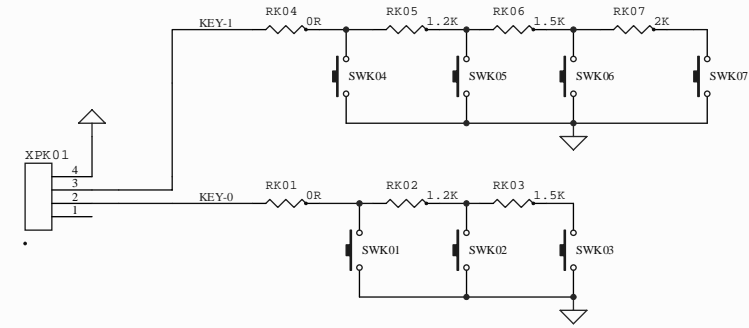 RK04 0R RK05 1.2K RK06 1.5K RK07 2K
KEY-1
SWK04 SWK05 SWK06 SWK07
XPK01
4
3
2
1
RK01 0R RK02 1.2K RK03 1.5K
KEY-0
SWK01 SWK02 SWK03